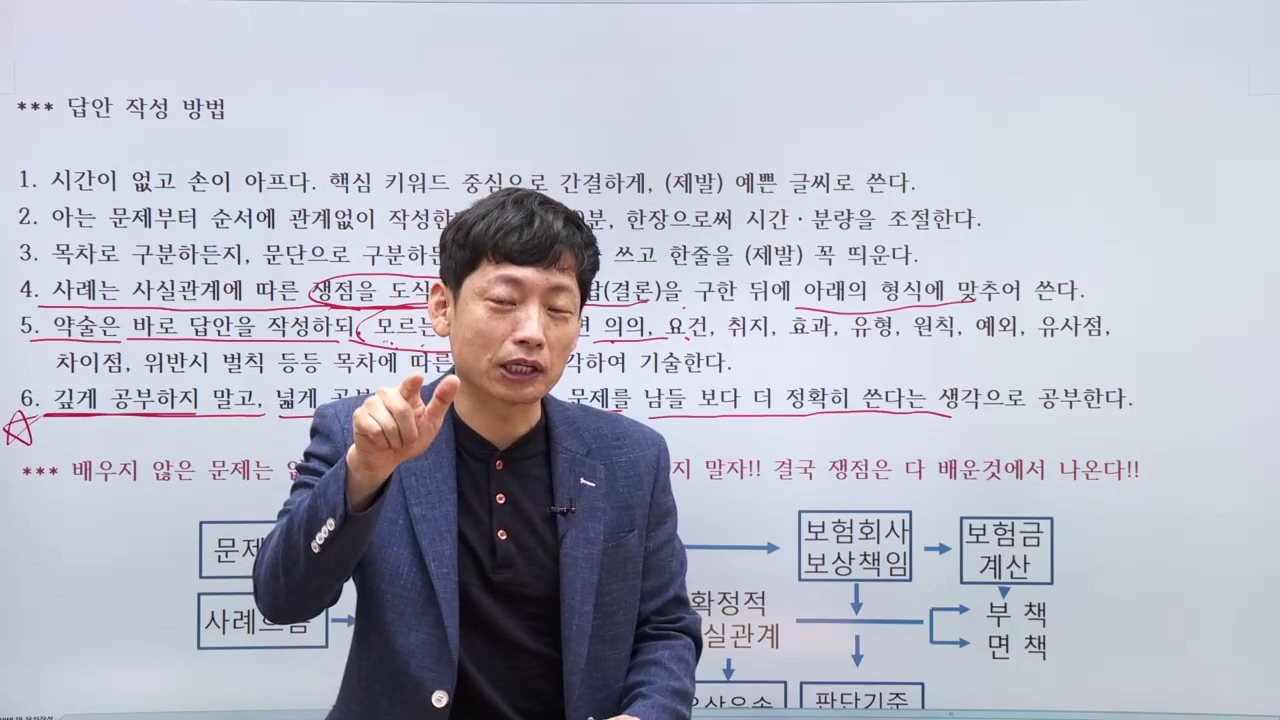 *** 답안 작성 방법
1. 시간이 없고 손이 아프다. 핵심 키워드 중심으로 간결하게, (제발) 예쁜 글씨로 쓴다.
2. 아는 문제부터 순서에 관계없이 작성한 분, 한장으로써 시간·분량을 조절한다.
3. 목차로 구분하든지, 문단으로 구분하든 쓰고 한줄을 (제발) 꼭 띄운다.
4. 사례는 사실관계에 따른 쟁점을 도식 답(결론)을 구한 뒤에 아래의 형식에 맞추어 쓴다.
5. 약술은 바로 답안을 작성하되, 모르는 면 의의, 요건, 취지, 효과, 유형, 원칙, 예외, 유사점,
차이점, 위반시 벌칙 등등 목차에 따른 각하여 기술한다.
6. 깊게 공부하지 말고, 넓게 문제를 남들 보다 더 정확히 쓴다는 생각으로 공부한다.
*** 배우지 않은 문제는 지 말자!! 결국 쟁점은 다 배운것에서 나온다!!
문제
보험회사
보상책임
보험금
계산
사례
확정적
실관계
부 책
면 책
판단기준